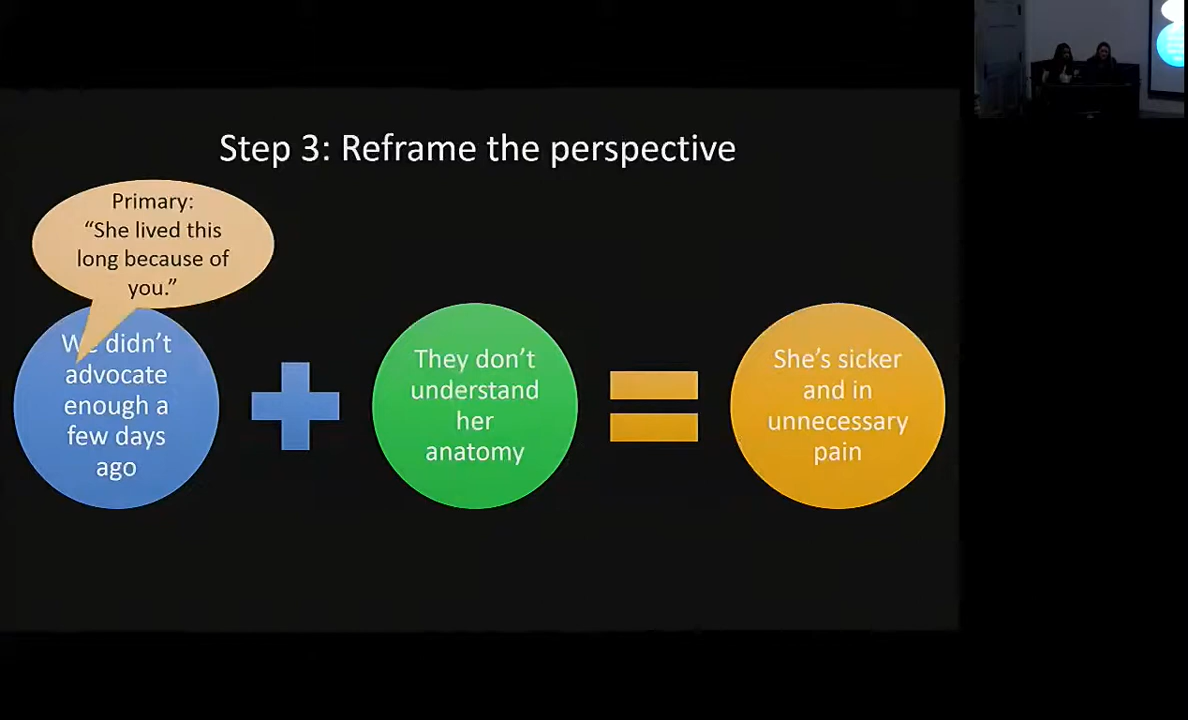 Step 3: Reframe the perspective
Primary:
“She lived this
long because of
you.”
We didn’t
advocate
enough a
few days
ago
They don’t
understand
her
anatomy
She’s sicker
and in
unnecessary
pain